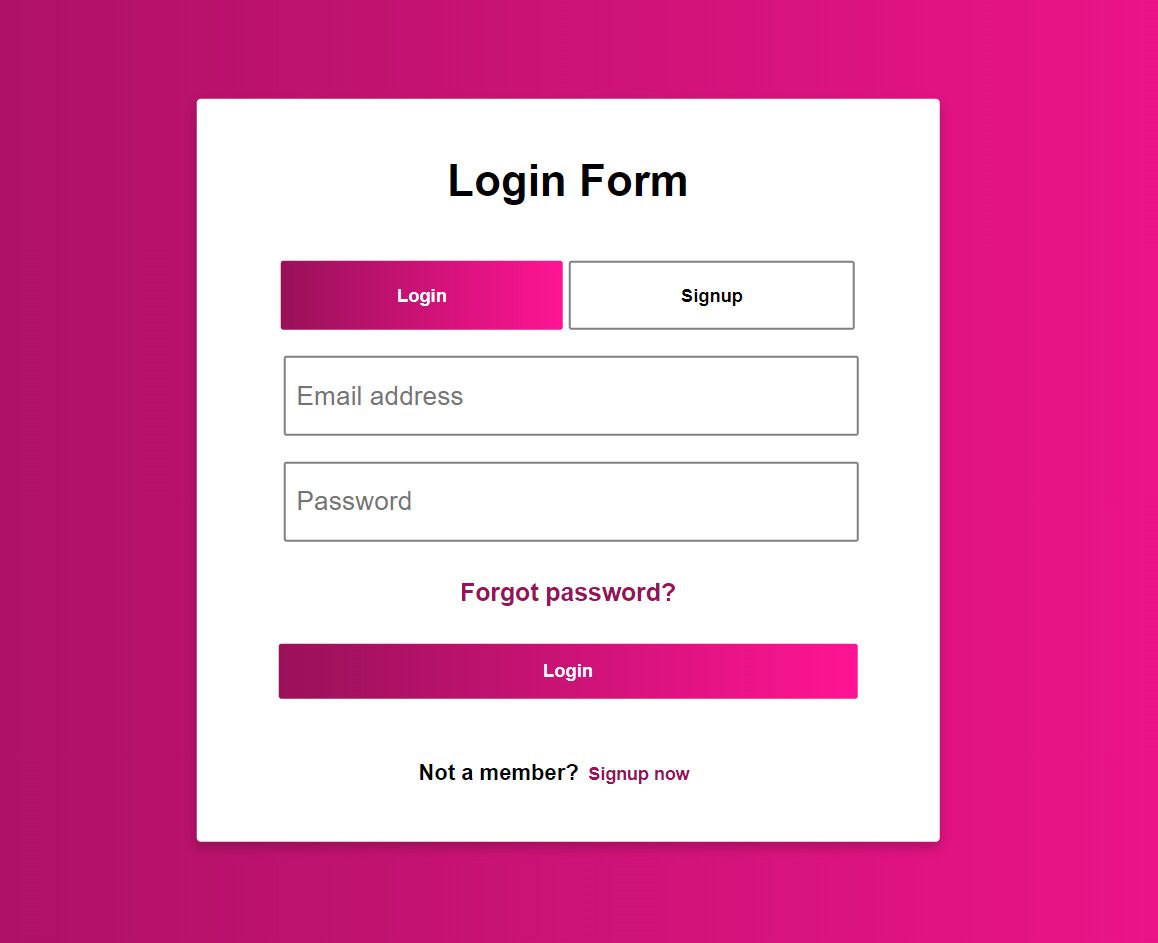 Login Form
Login Signup
Email address
Password
Forgot password?
Login
Not a member? Signup now